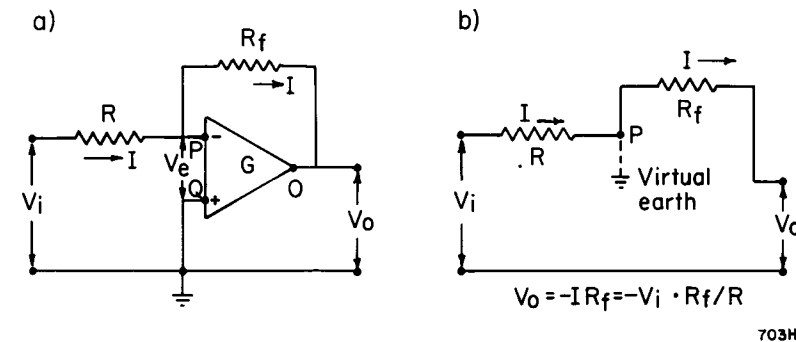 a)
Rf
I
R
I
P
-
Ve
G
Q
+
O
Vi
Vo
b)
I
Rf
I
P
R
Virtual
earth
Vi
Vo
Vo = -I Rf = -Vi · Rf/R
703H